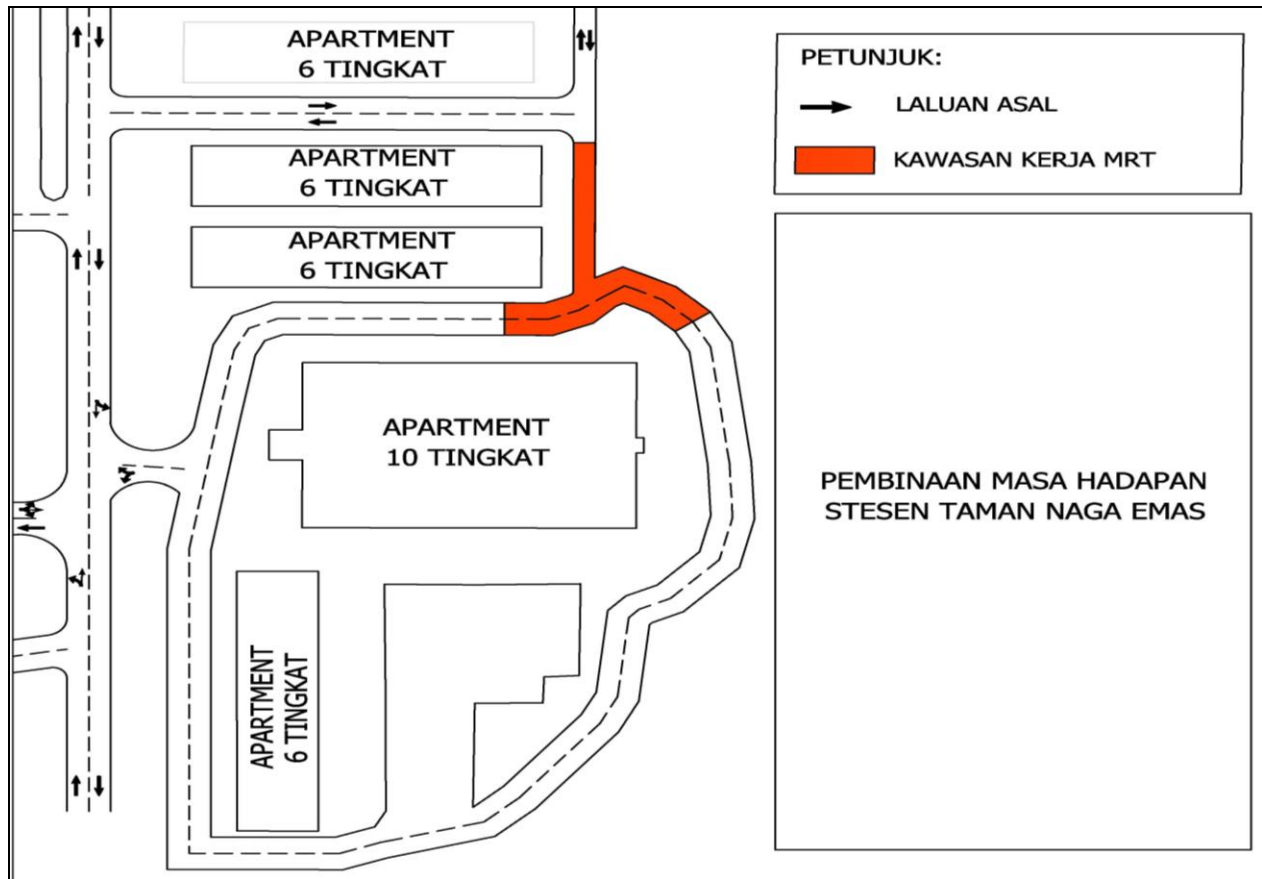 APARTMENT
6 TINGKAT
PETUNJUK:
LALUAN ASAL
KAWASAN KERJA MRT
APARTMENT
6 TINGKAT
APARTMENT
6 TINGKAT
APARTMENT
10 TINGKAT
PEMBINAAN MASA HADAPAN
STESEN TAMAN NAGA EMAS
APARTMENT
6 TINGKAT